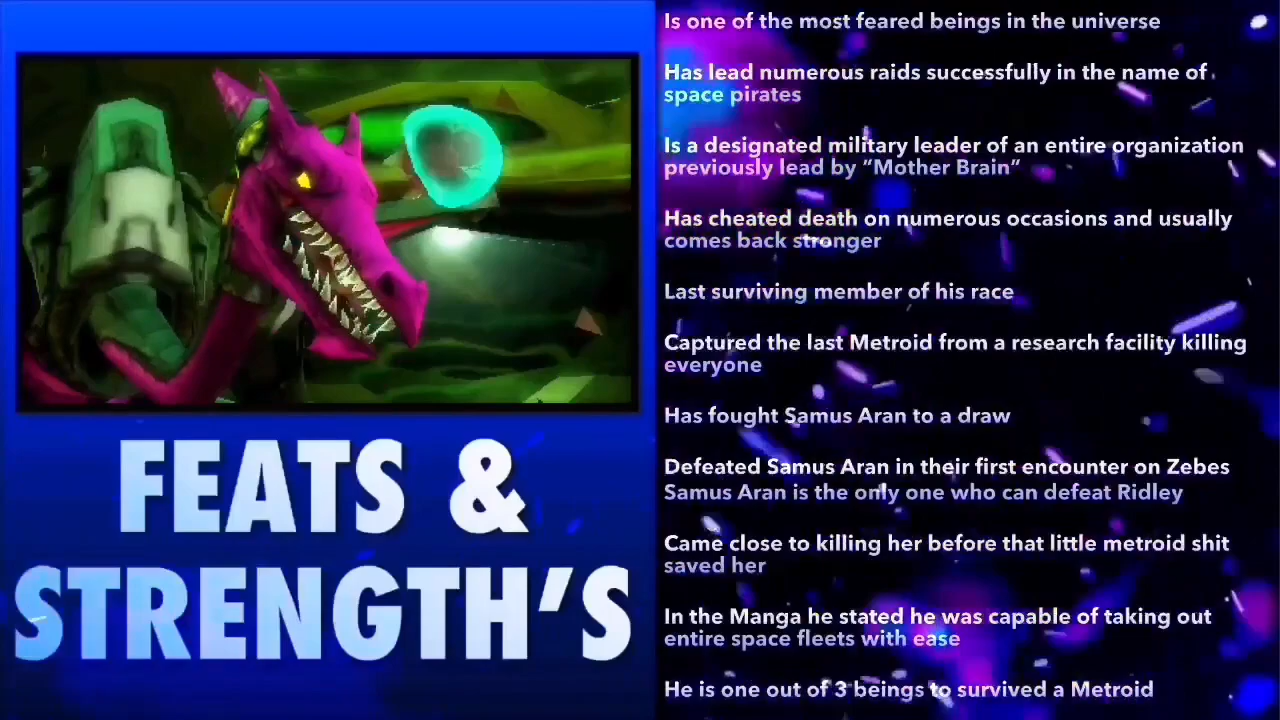 FEATS &
STRENGTH'S
Is one of the most feared beings in the universe
Has lead numerous raids successfully in the name of
space pirates
Is a designated military leader of an entire organization
previously lead by “Mother Brain”
Has cheated death on numerous occasions and usually
comes back stronger
Last surviving member of his race
Captured the last Metroid from a research facility killing
everyone
Has fought Samus Aran to a draw
Defeated Samus Aran in their first encounter on Zebes
Samus Aran is the only one who can defeat Ridley
Came close to killing her before that little metroid shit
saved her
In the Manga he stated he was capable of taking out
entire space fleets with ease
He is one out of 3 beings to survived a Metroid